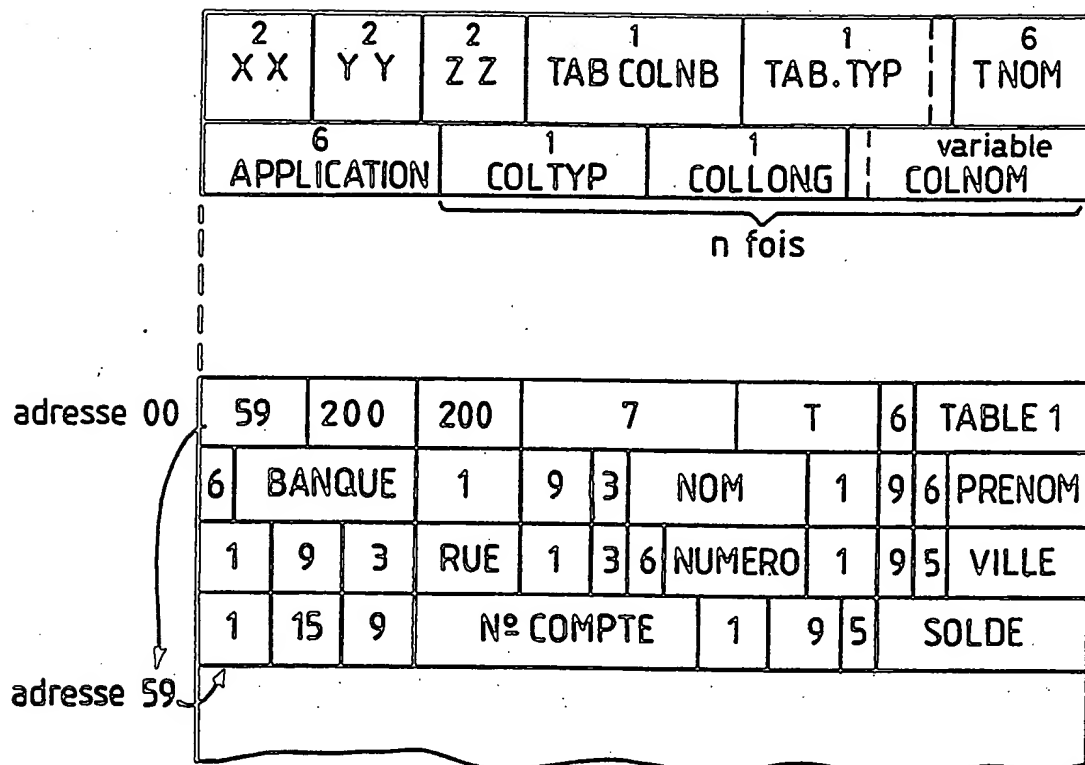 2 2 2 1 1 6
XX YY ZZ TAB COLNB TAB.TYP T NOM
6 1 1 variable
APPLICATION COLTYP COLLONG COLNOM
n fois
adresse 00 59 200 200 7 T 6 TABLE 1
6 BANQUE 1 9 3 NOM 1 9 6 PRENOM
1 9 3 RUE 1 3 6 NUMERO 1 9 5 VILLE
1 15 9 Nº COMPTE 1 9 5 SOLDE
adresse 59